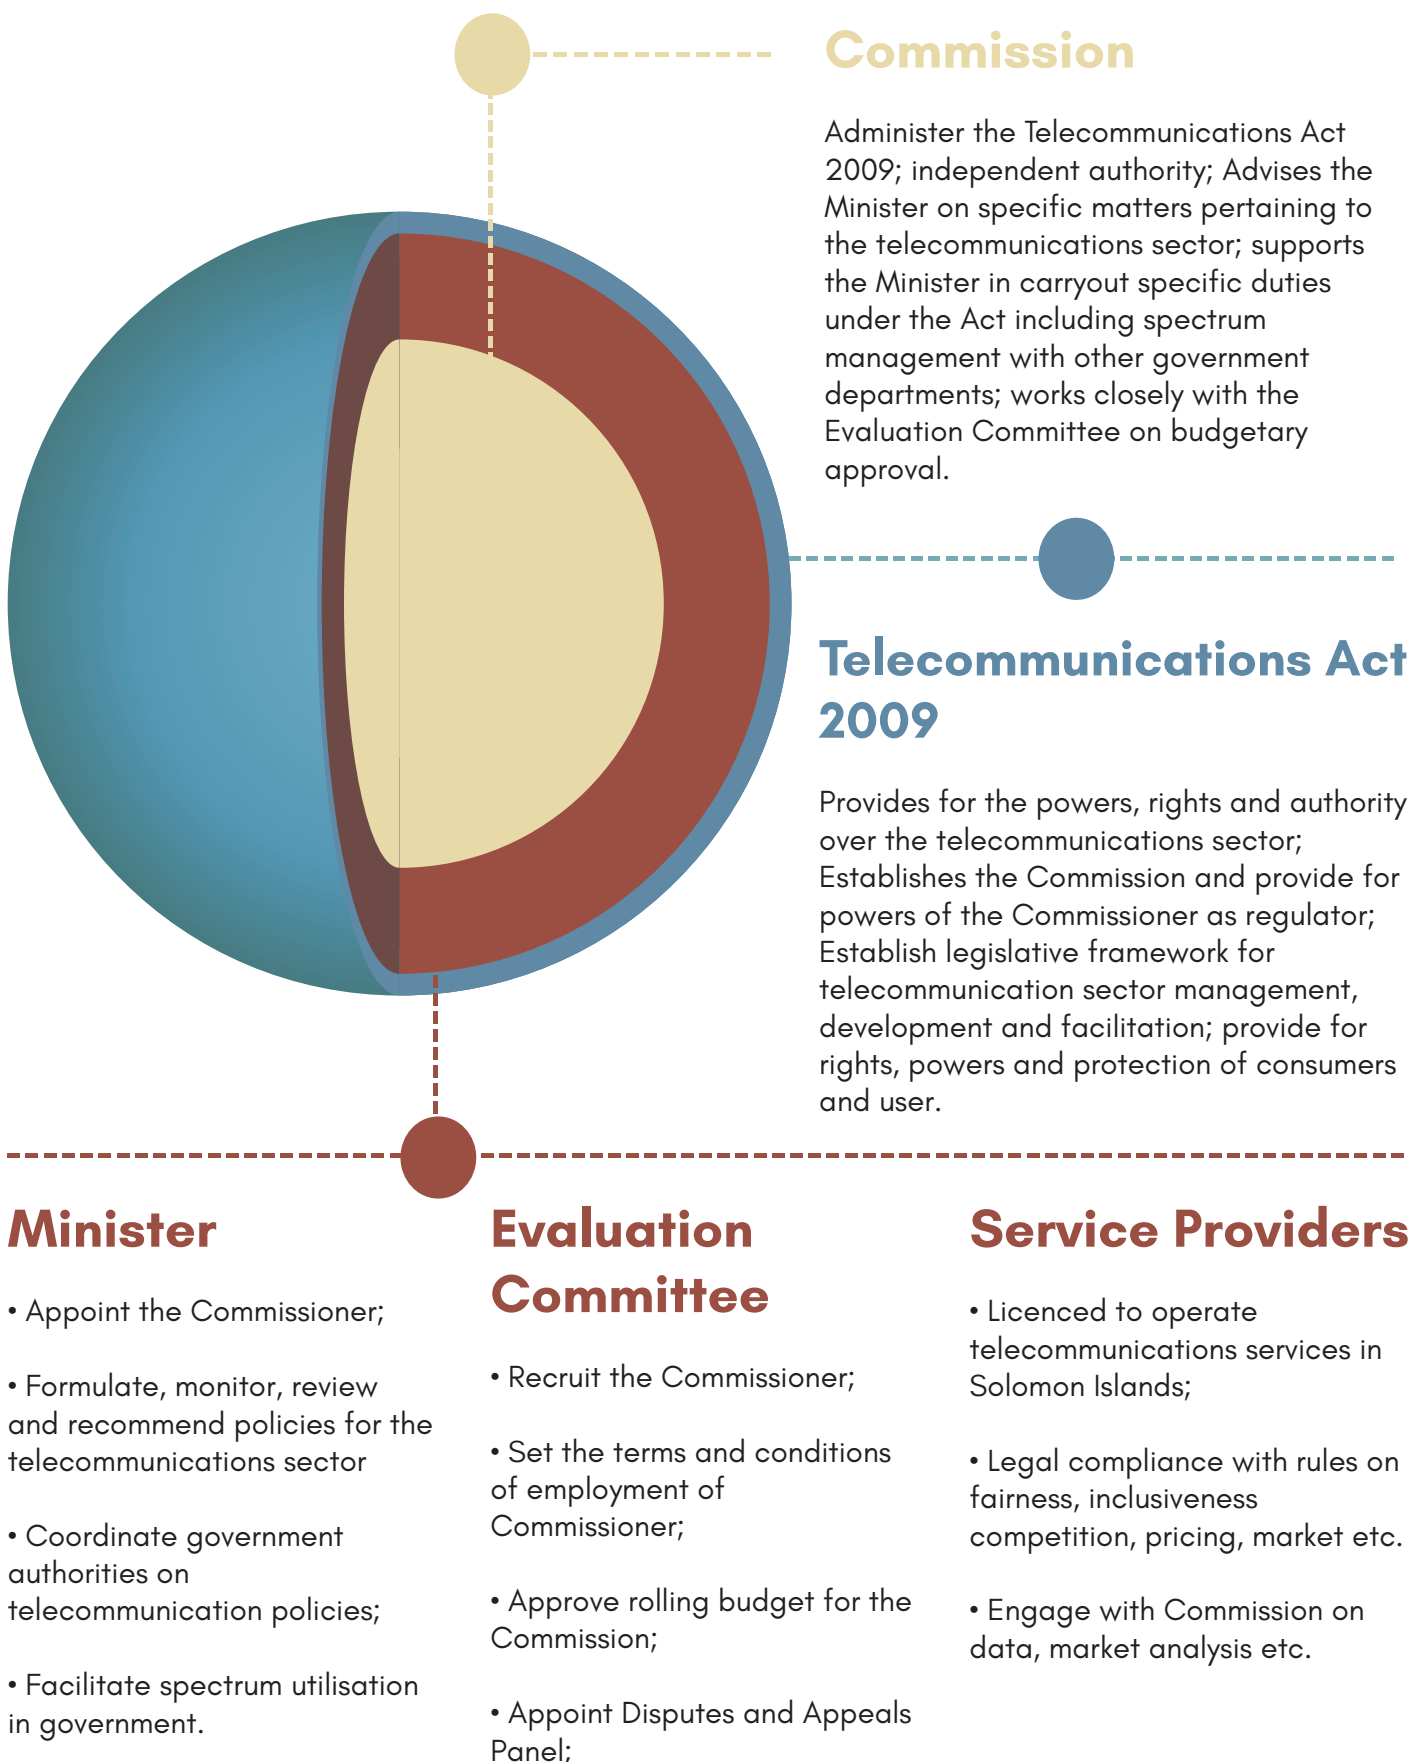 Commission
Administer the Telecommunications Act
2009; independent authority; Advises the
Minister on specific matters pertaining to
the telecommunications sector; supports
the Minister in carryout specific duties
under the Act including spectrum
management with other government
departments; works closely with the
Evaluation Committee on budgetary
approval.
Telecommunications Act
2009
Provides for the powers, rights and authority
over the telecommunications sector;
Establishes the Commission and provide for
powers of the Commissioner as regulator;
Establish legislative framework for
telecommunication sector management,
development and facilitation; provide for
rights, powers and protection of consumers
and user.
Minister
• Appoint the Commissioner;
• Formulate, monitor, review
and recommend policies for the
telecommunications sector
• Coordinate government
authorities on
telecommunication policies;
• Facilitate spectrum utilisation
in government.
Evaluation
Committee
• Recruit the Commissioner;
• Set the terms and conditions
of employment of
Commissioner;
• Approve rolling budget for the
Commission;
• Appoint Disputes and Appeals
Panel;
Service Providers
• Licenced to operate
telecommunications services in
Solomon Islands;
• Legal compliance with rules on
fairness, inclusiveness
competition, pricing, market etc.
• Engage with Commission on
data, market analysis etc.